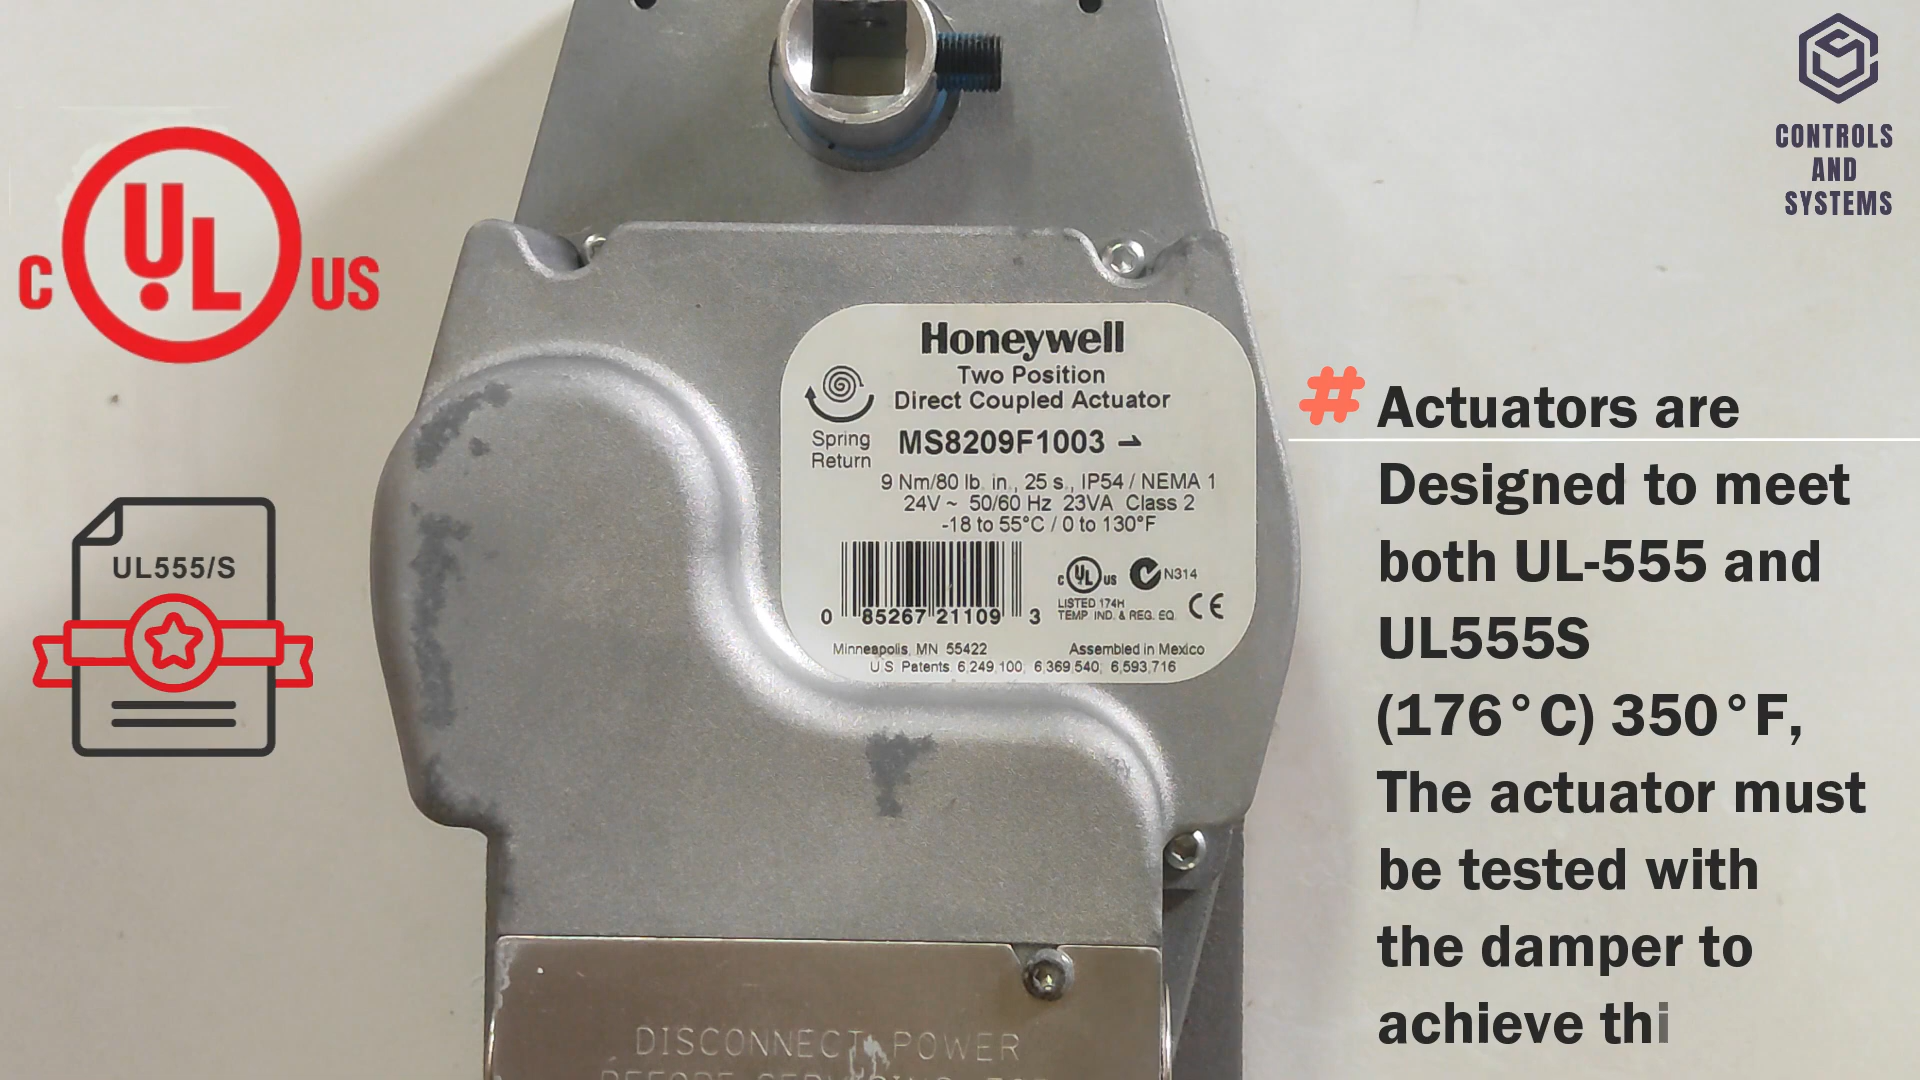 CONTROLS
AND
SYSTEMS
C UL US
UL555/S
Honeywell
Two Position
Direct Coupled Actuator
Spring
Return
MS8209F1003
9 Nm/80 lb. in., 25 s., IP54 / NEMA 1
24V ~ 50/60 Hz 23VA Class 2
-18 to 55°C / 0 to 130°F
0 85267 21109 3
c UL us
N314
LISTED 174H
TEMP. IND. & REG. EQ.
CE
Minneapolis, MN 55422
Assembled in Mexico
U.S. Patents 6,249,100; 6,369,540; 6,593,716
DISCONNECT POWER
# Actuators are
Designed to meet
both UL-555 and
UL555S
(176°C) 350°F,
The actuator must
be tested with
the damper to
achieve thi